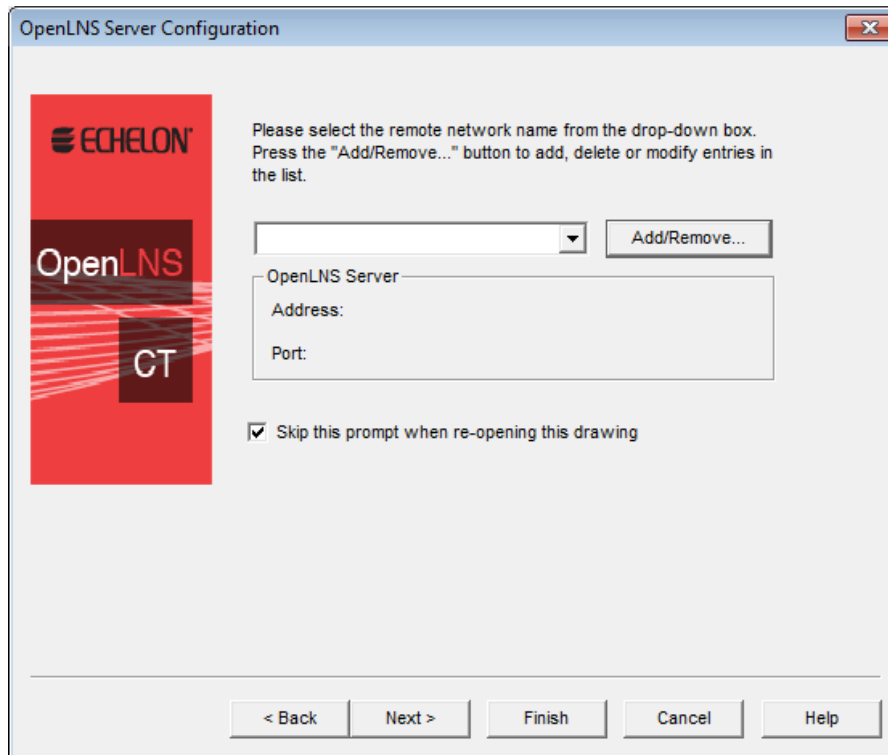 OpenLNS Server Configuration
ECHELON
OpenLNS
CT
Please select the remote network name from the drop-down box.
Press the "Add/Remove..." button to add, delete or modify entries in
the list.
Add/Remove...
OpenLNS Server
Address:
Port:
Skip this prompt when re-opening this drawing
< Back Next > Finish Cancel Help